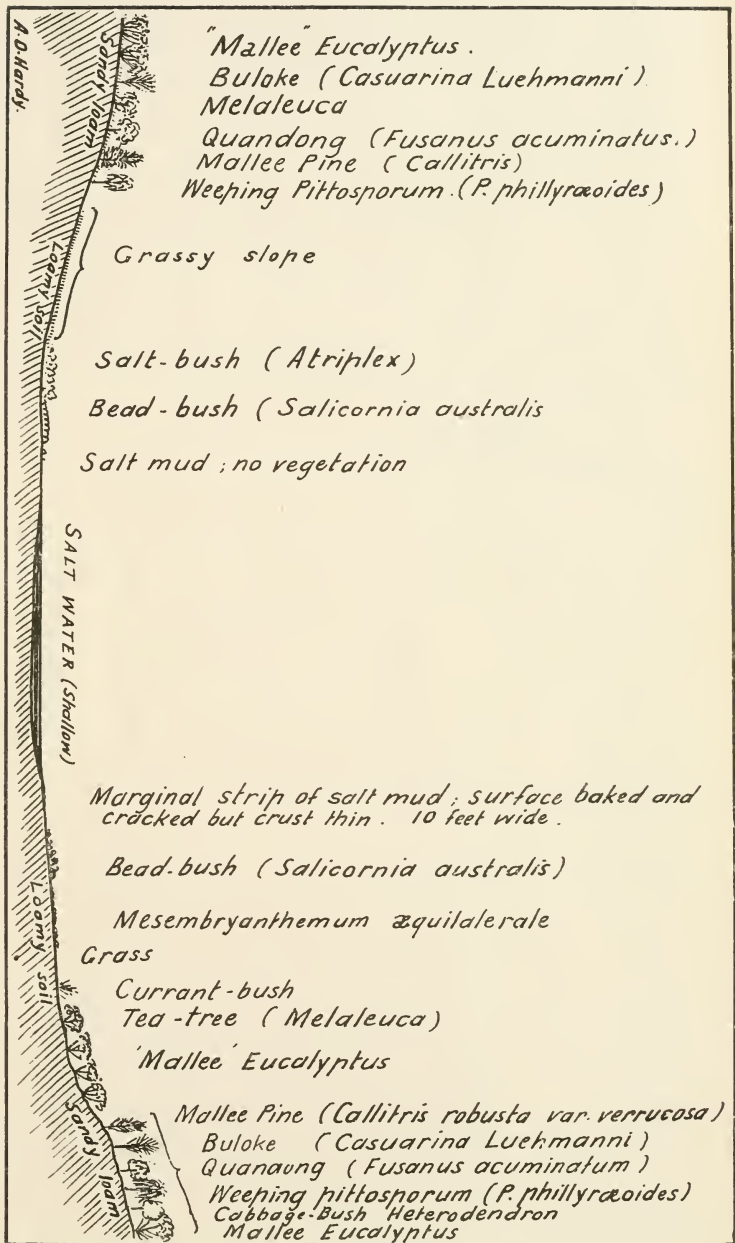 A.D. Hardy.
Sandy loam
"Mallee" Eucalyptus.
Buloke (Casuarina Luehmanni)
Melaleuca
Quandong (Fusanus acuminatus.)
Mallee Pine (Callitris)
Weeping Pittosporum. (P. phillyræoides)
Loamy soil
Grassy slope
Salt-bush (Atriplex)
Bead-bush (Salicornia australis
Salt mud; no vegetation
SALT WATER (Shallow)
Marginal strip of salt mud; surface baked and
cracked but crust thin. 10 feet wide.
Bead-bush (Salicornia australis)
Loamy soil
Mesembryanthemum æquilalerale
Grass
Currant-bush
Tea-tree (Melaleuca)
'Mallee' Eucalyptus
Sandy loam
Mallee Pine (Callitris robusta var. verrucosa)
Buloke (Casuarina Luehmanni)
Quanaong (Fusanus acuminatum)
Weeping pittosporum (P. phillyræoides)
Cabbage-Bush Heterodendron
Mallee Eucalyptus